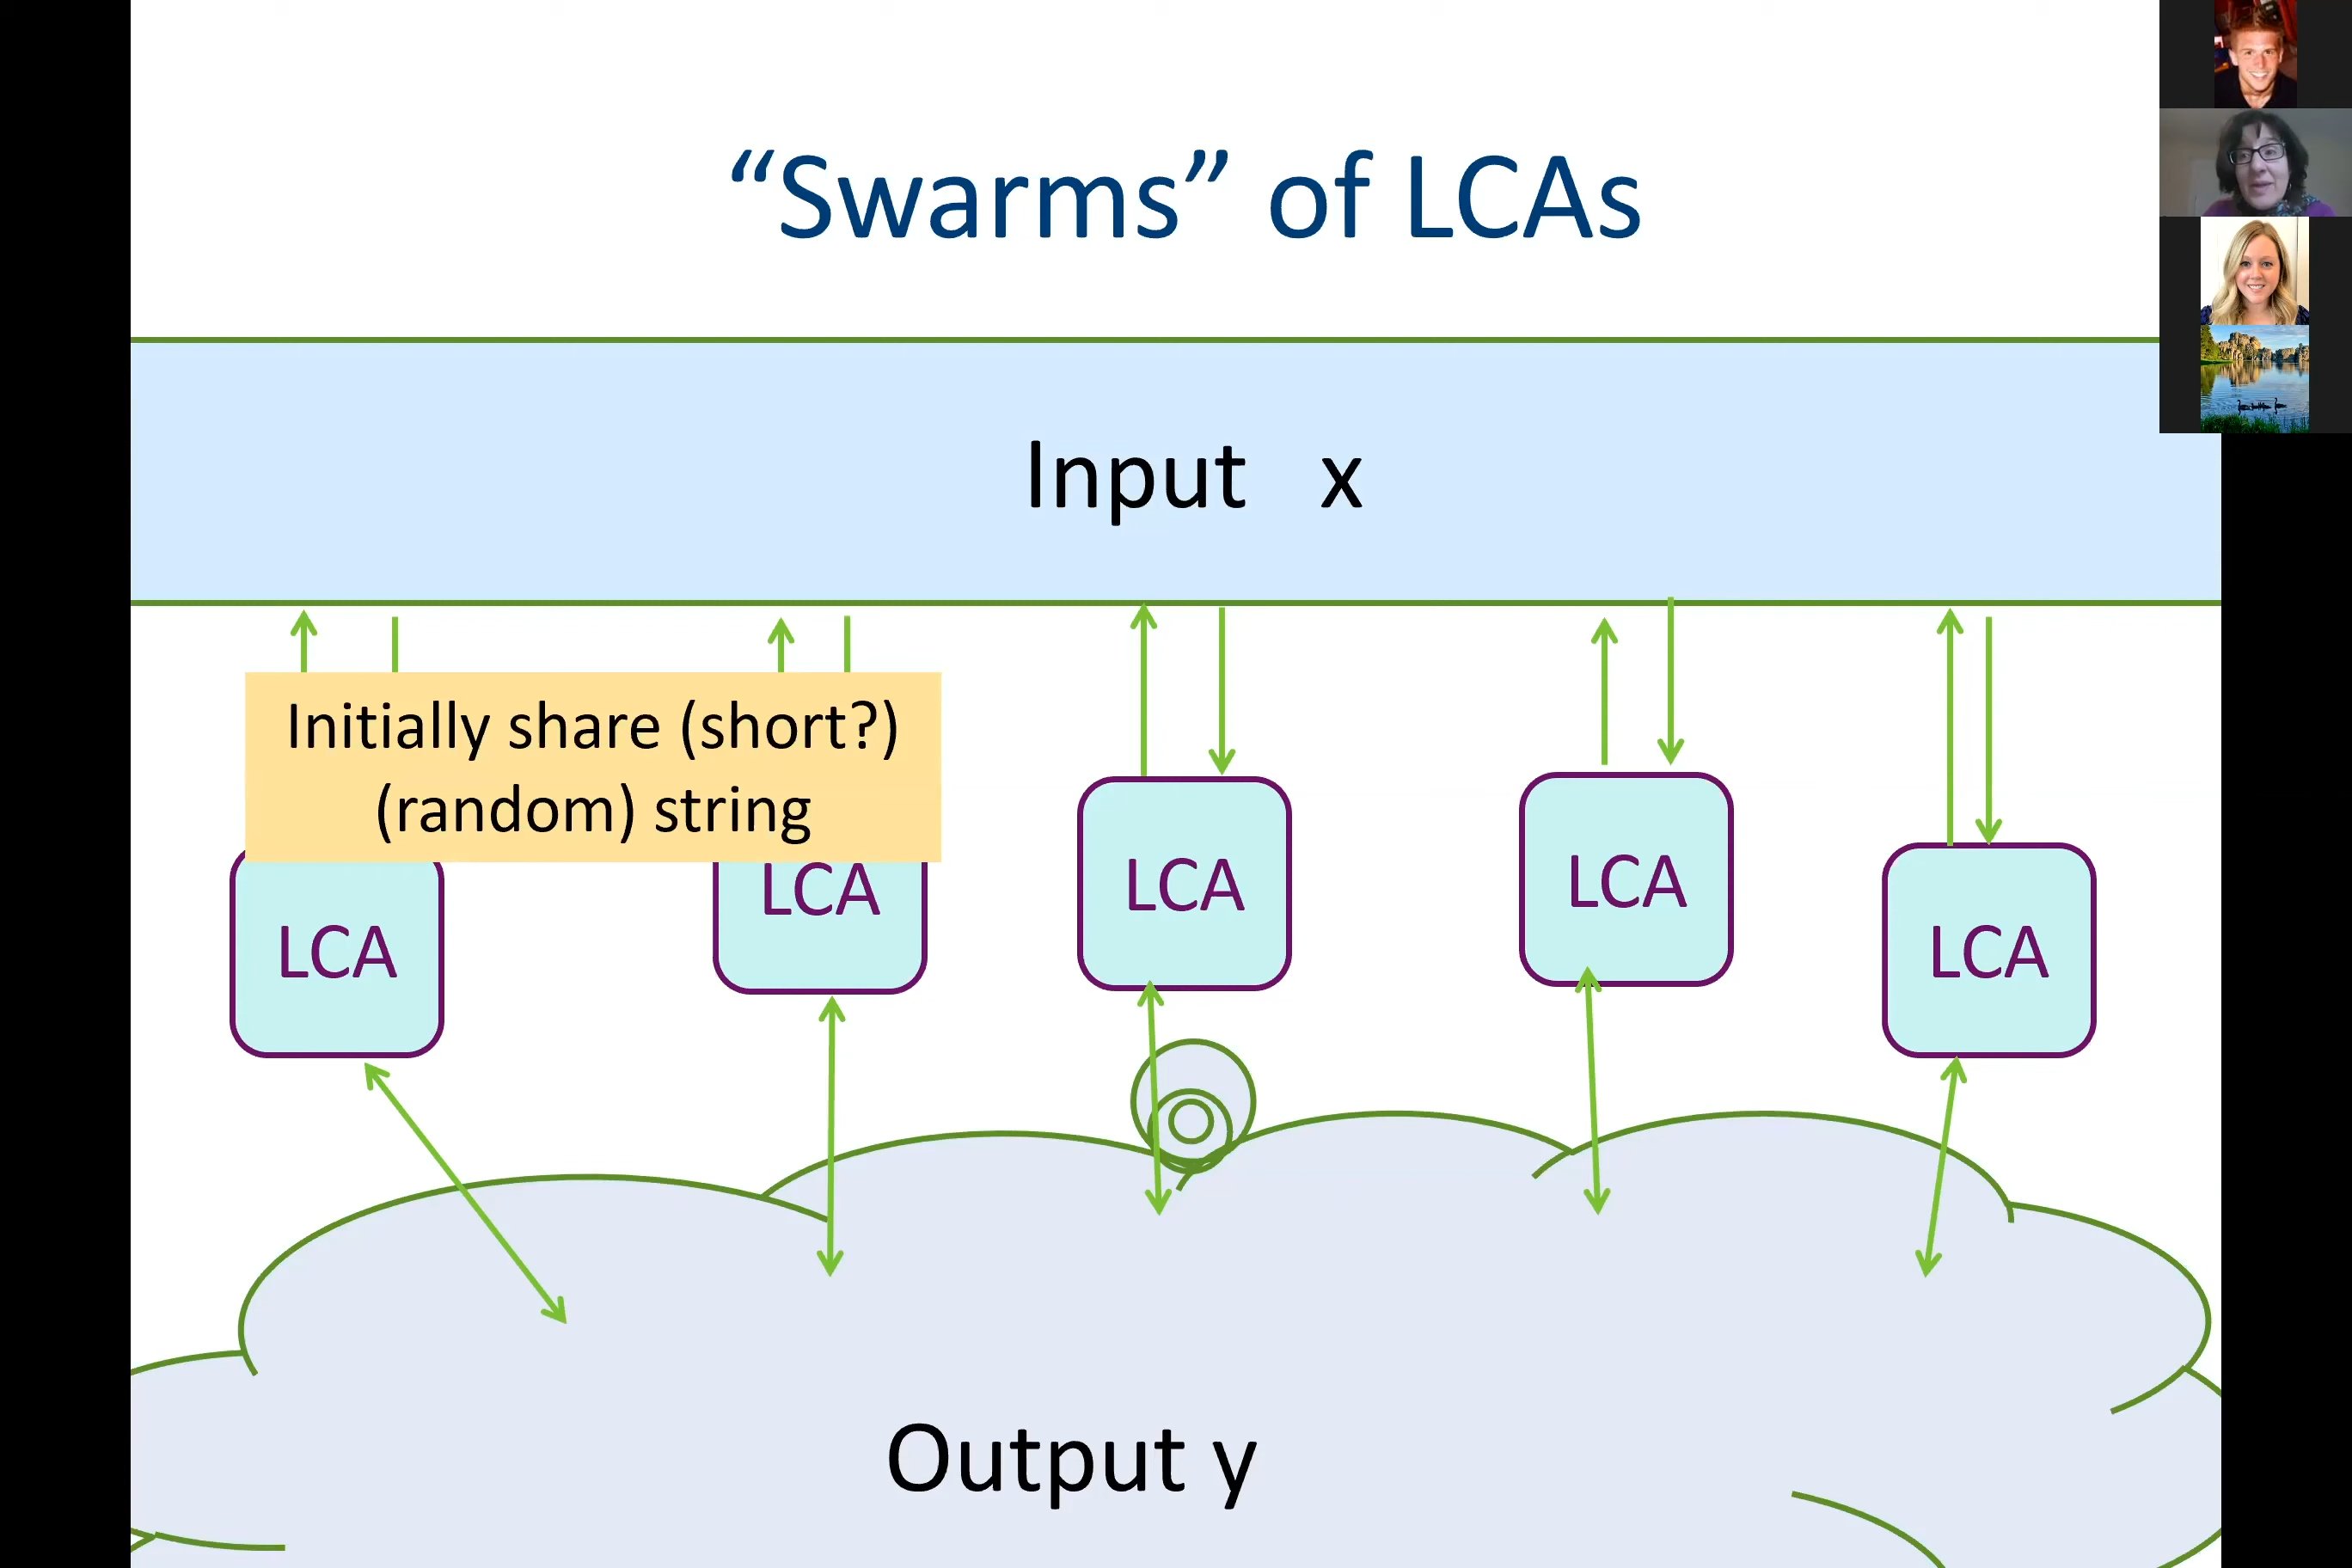 “Swarms” of LCAs
Input x
Initially share (short?)
(random) string
LCA
LCA
LCA
LCA
LCA
Output y